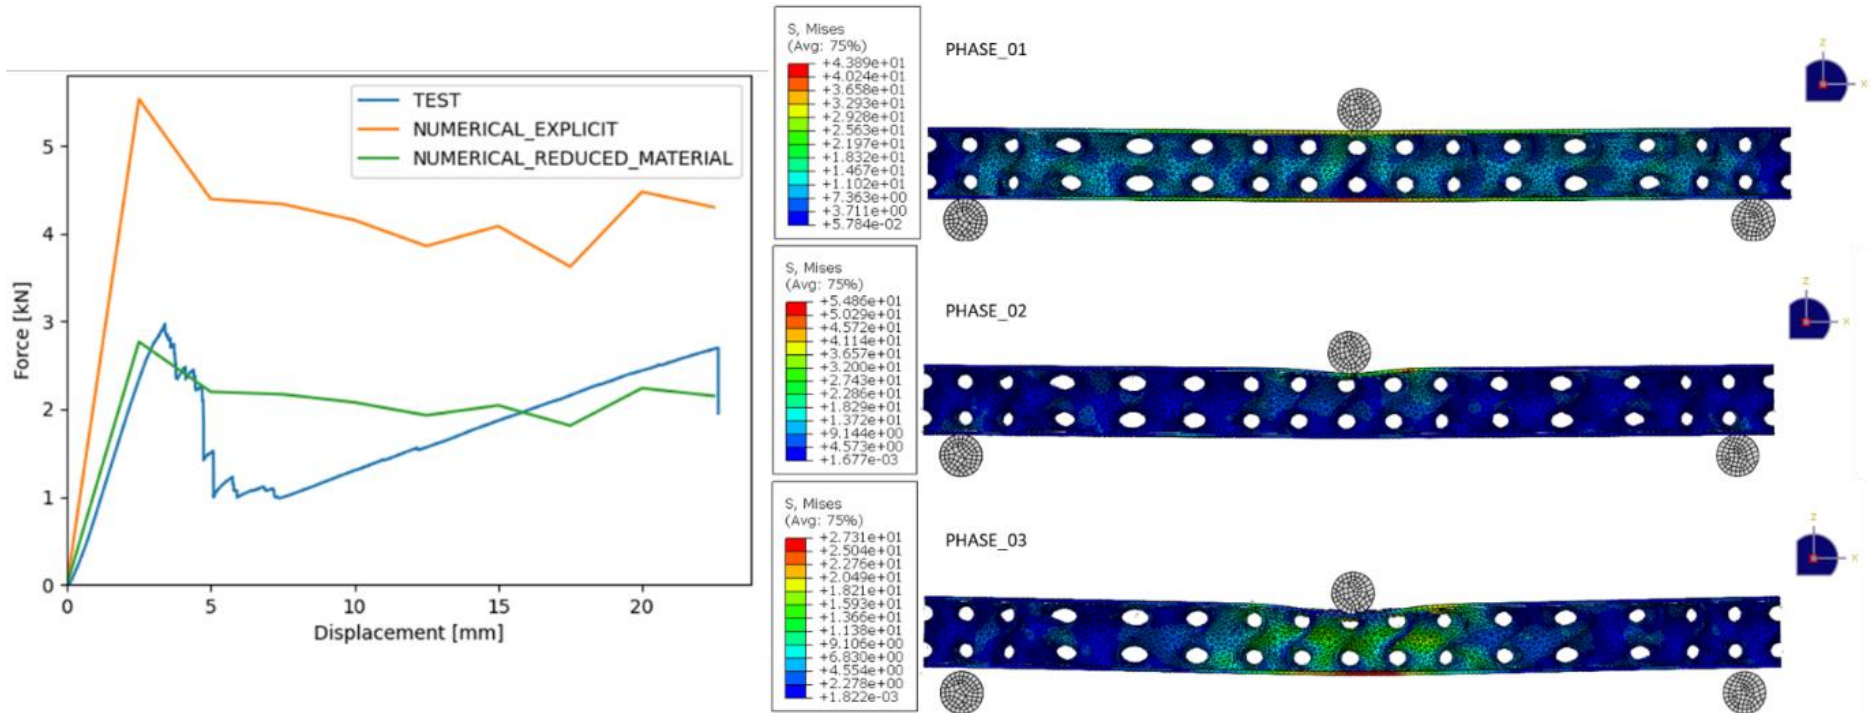 TEST
NUMERICAL_EXPLICIT
NUMERICAL_REDUCED_MATERIAL
Force [kN]
5
4
3
2
1
0
0
5
10
15
20
Displacement [mm]
S, Mises
(Avg: 75%)
+4.389e+01
+4.024e+01
+3.658e+01
+3.293e+01
+2.928e+01
+2.563e+01
+2.197e+01
+1.832e+01
+1.467e+01
+1.102e+01
+7.363e+00
+3.711e+00
+5.784e-02
PHASE_01
z
x
S, Mises
(Avg: 75%)
+5.486e+01
+5.029e+01
+4.572e+01
+4.114e+01
+3.657e+01
+3.200e+01
+2.743e+01
+2.286e+01
+1.829e+01
+1.372e+01
+9.144e+00
+4.573e+00
+1.677e-03
PHASE_02
z
x
S, Mises
(Avg: 75%)
+2.731e+01
+2.504e+01
+2.276e+01
+2.049e+01
+1.821e+01
+1.593e+01
+1.366e+01
+1.138e+01
+9.106e+00
+6.830e+00
+4.554e+00
+2.278e+00
+1.822e-03
PHASE_03
z
x